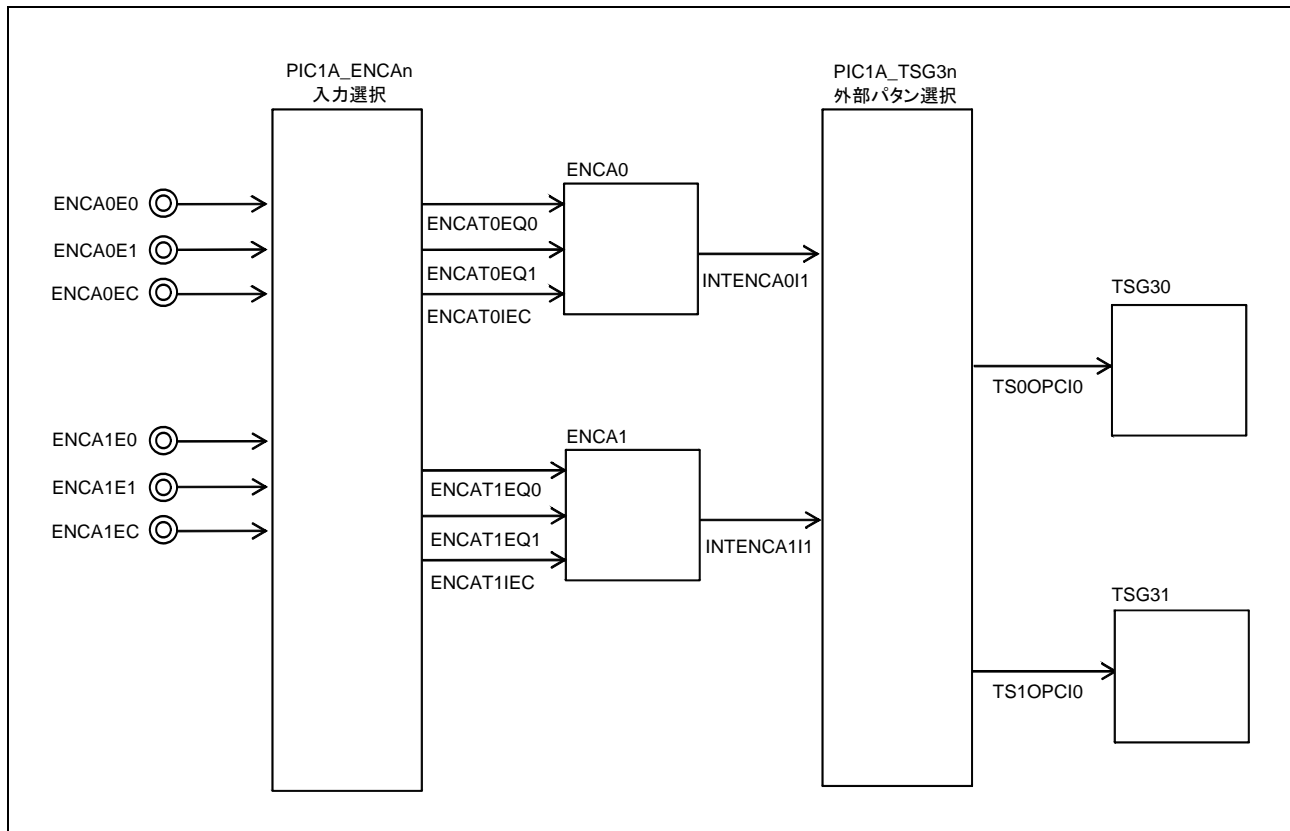 PIC1A_ENCAn
入力選択
PIC1A_TSG3n
外部パタン選択
ENCA0
ENCA0E0
ENCAT0EQ0
ENCA0E1
ENCAT0EQ1
INTENCA0I1
ENCA0EC
ENCAT0IEC
TSG30
TS0OPCI0
ENCA1
ENCA1E0
ENCAT1EQ0
ENCA1E1
ENCAT1EQ1
INTENCA1I1
ENCA1EC
ENCAT1IEC
TSG31
TS1OPCI0